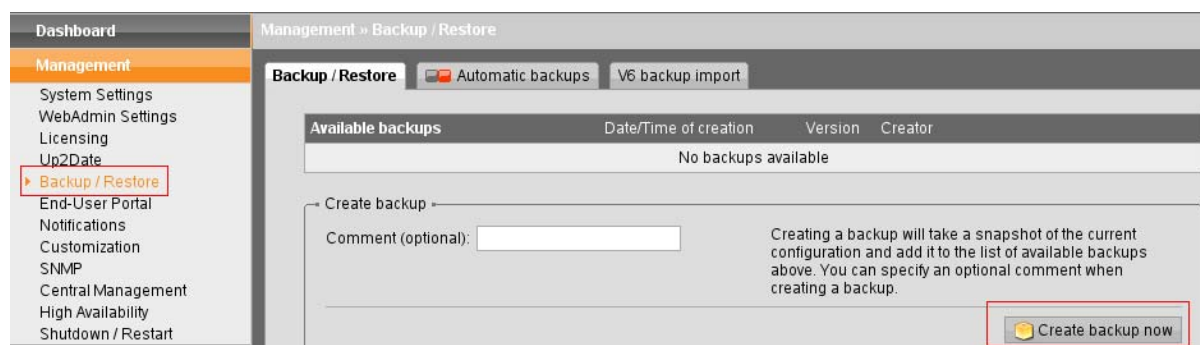 Dashboard
Management
System Settings
WebAdmin Settings
Licensing
Up2Date
Backup / Restore
End-User Portal
Notifications
Customization
SNMP
Central Management
High Availability
Shutdown / Restart
Management » Backup / Restore
Backup / Restore Automatic backups V6 backup import
Available backups Date/Time of creation Version Creator
No backups available
Create backup
Comment (optional):
Creating a backup will take a snapshot of the current
configuration and add it to the list of available backups
above. You can specify an optional comment when
creating a backup.
Create backup now